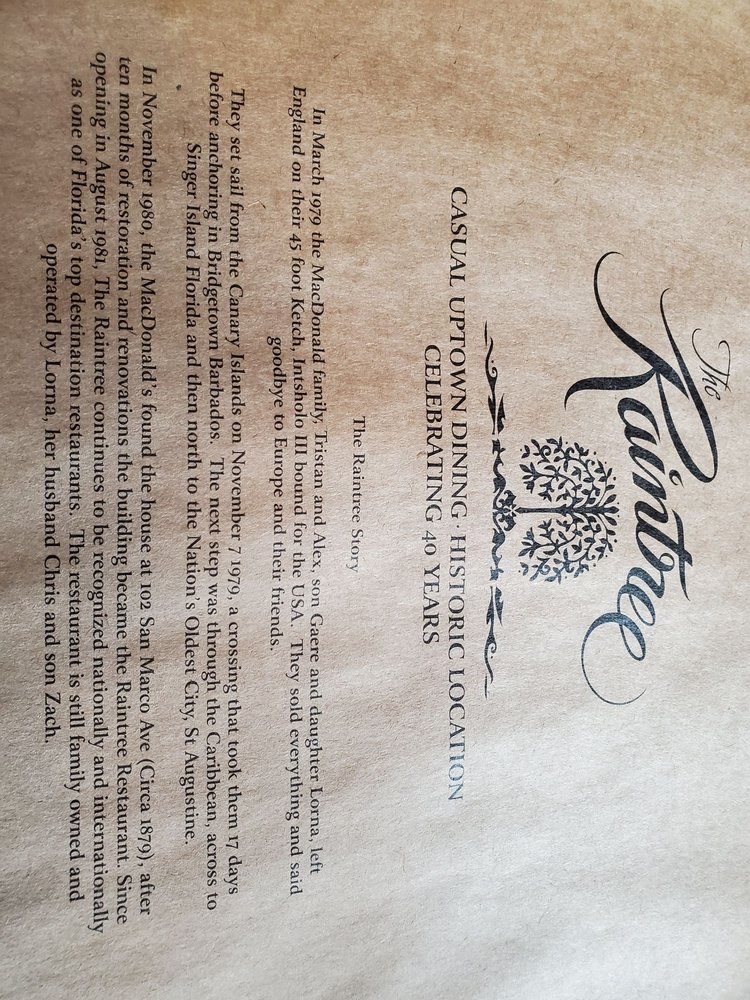 The
Raintree
CASUAL UPTOWN DINING · HISTORIC LOCATION
CELEBRATING 40 YEARS
The Raintree Story
In March 1979 the MacDonald family, Tristan and Alex, son Gaere and daughter Lorna, left
England on their 45 foot Ketch, Intsholo III bound for the USA. They sold everything and said
goodbye to Europe and their friends.
They set sail from the Canary Islands on November 7 1979, a crossing that took them 17 days
before anchoring in Bridgetown Barbados. The next step was through the Caribbean, across to
Singer Island Florida and then north to the Nation's Oldest City, St Augustine.
In November 1980, the MacDonald's found the house at 102 San Marco Ave (Circa 1879), after
ten months of restoration and renovations the building became the Raintree Restaurant. Since
opening in August 1981, The Raintree continues to be recognized nationally and internationally
as one of Florida's top destination restaurants. The restaurant is still family owned and
operated by Lorna, her husband Chris and son Zach.